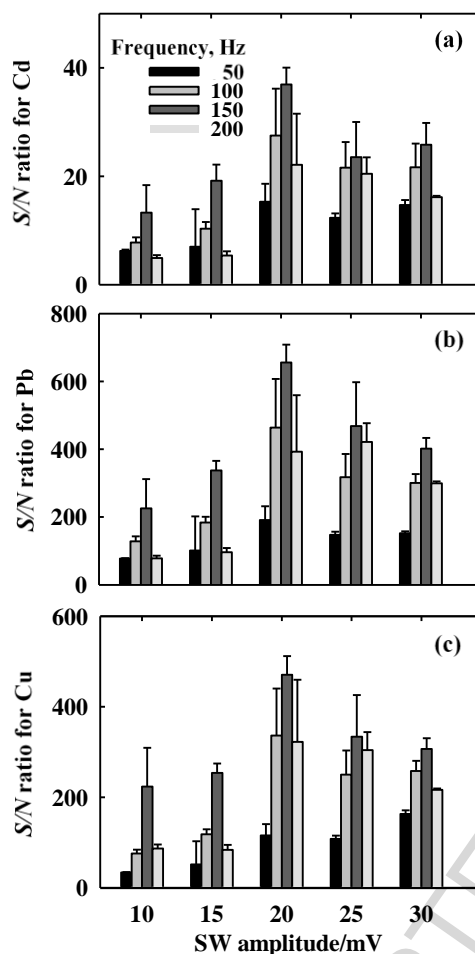 (a)
Frequency, Hz
50
100
150
200
S/N ratio for Cd
40
20
0
(b)
S/N ratio for Pb
800
600
400
200
0
(c)
S/N ratio for Cu
600
400
200
0
10 15 20 25 30
SW amplitude/mV